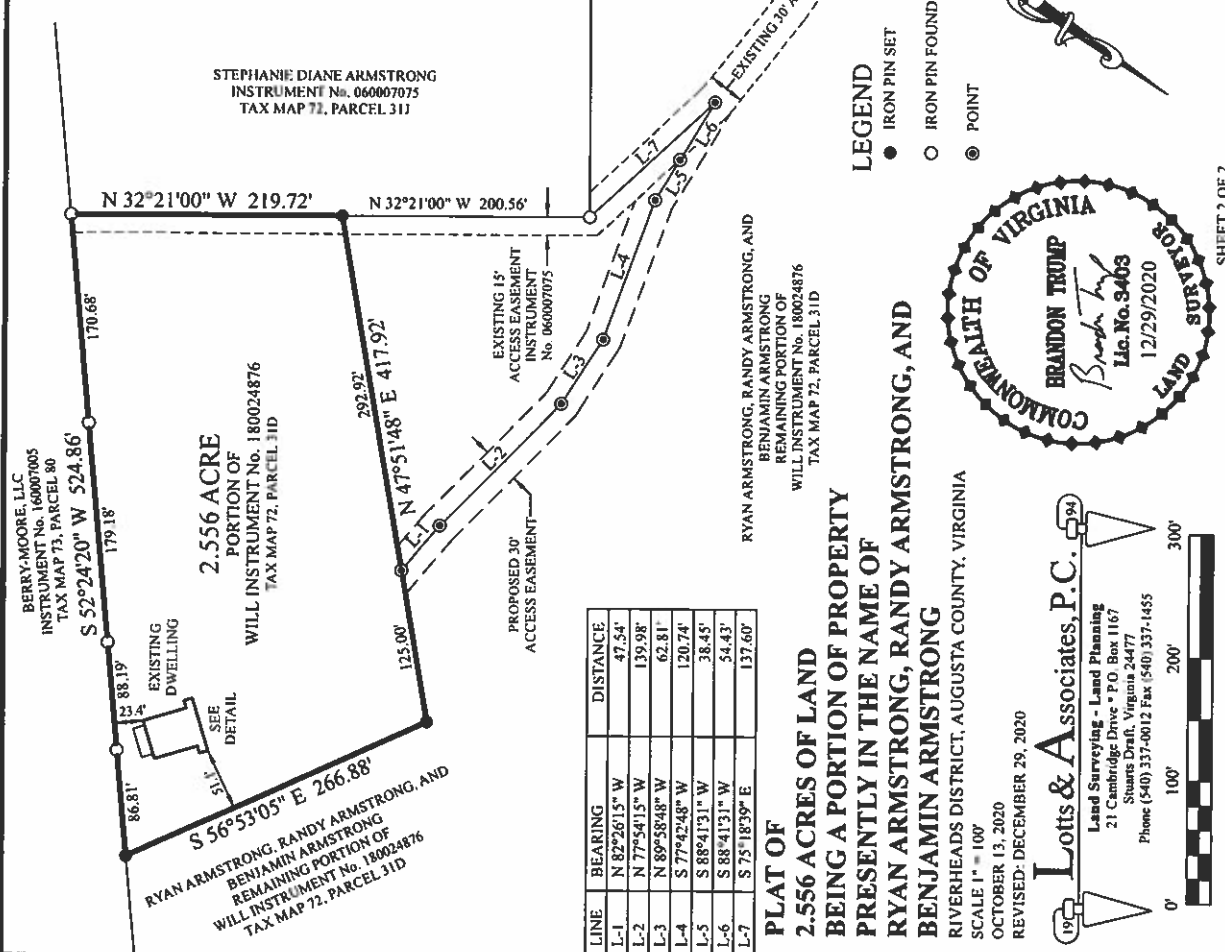 STEPHANIE DIANE ARMSTRONG
INSTRUMENT No. 060007075
TAX MAP 72, PARCEL 31J
BERRY-MOORE, LLC
INSTRUMENT No. 160007005
TAX MAP 73, PARCEL 80
S 52°24'20" W 524.86'
170.68'
179.18'
88.19'
86.81'
N 32°21'00" W 219.72'
N 32°21'00" W 200.56'
2.556 ACRE
PORTION OF
WILL INSTRUMENT No. 180024876
TAX MAP 72, PARCEL 31D
EXISTING
DWELLING
23.4'
SEE
DETAIL
292.92'
N 47°51'48" E 417.92'
125.00'
S 56°53'05" E 266.88'
RYAN ARMSTRONG, RANDY ARMSTRONG, AND
BENJAMIN ARMSTRONG
REMAINING PORTION OF
WILL INSTRUMENT No. 180024876
TAX MAP 72, PARCEL 31D
EXISTING 15'
ACCESS EASEMENT
INSTRUMENT
No. 060007075
EXISTING 30'
L-1
L-2
L-3
L-4
L-5
L-6
L-7
PROPOSED 30'
ACCESS EASEMENT
RYAN ARMSTRONG, RANDY ARMSTRONG, AND
BENJAMIN ARMSTRONG
REMAINING PORTION OF
WILL INSTRUMENT No. 180024876
TAX MAP 72, PARCEL 31D
LEGEND
IRON PIN SET
IRON PIN FOUND
POINT
LINE BEARING DISTANCE
L-1 N 82°26'15" W 47.54'
L-2 N 77°54'15" W 139.98'
L-3 N 89°58'48" W 62.81'
L-4 S 77°42'48" W 120.74'
L-5 S 88°41'31" W 38.45'
L-6 S 88°41'31" W 54.43'
L-7 S 75°18'39" E 137.60'
PLAT OF
2.556 ACRES OF LAND
BEING A PORTION OF PROPERTY
PRESENTLY IN THE NAME OF
RYAN ARMSTRONG, RANDY ARMSTRONG, AND
BENJAMIN ARMSTRONG
RIVERHEADS DISTRICT, AUGUSTA COUNTY, VIRGINIA
SCALE 1" = 100'
OCTOBER 13, 2020
REVISED: DECEMBER 29, 2020
COMMONWEALTH OF VIRGINIA
BRANDON TRUMP
Lic. No. 3403
12/29/2020
LAND SURVEYOR
19 Lotts & Associates, P.C. 94
Land Surveying - Land Planning
21 Cambridge Drive * P.O. Box 1167
Stuarts Draft, Virginia 24477
Phone (540) 337-0012 Fax (540) 337-1455
0' 100' 200' 300'
SHEET 2 OF 2